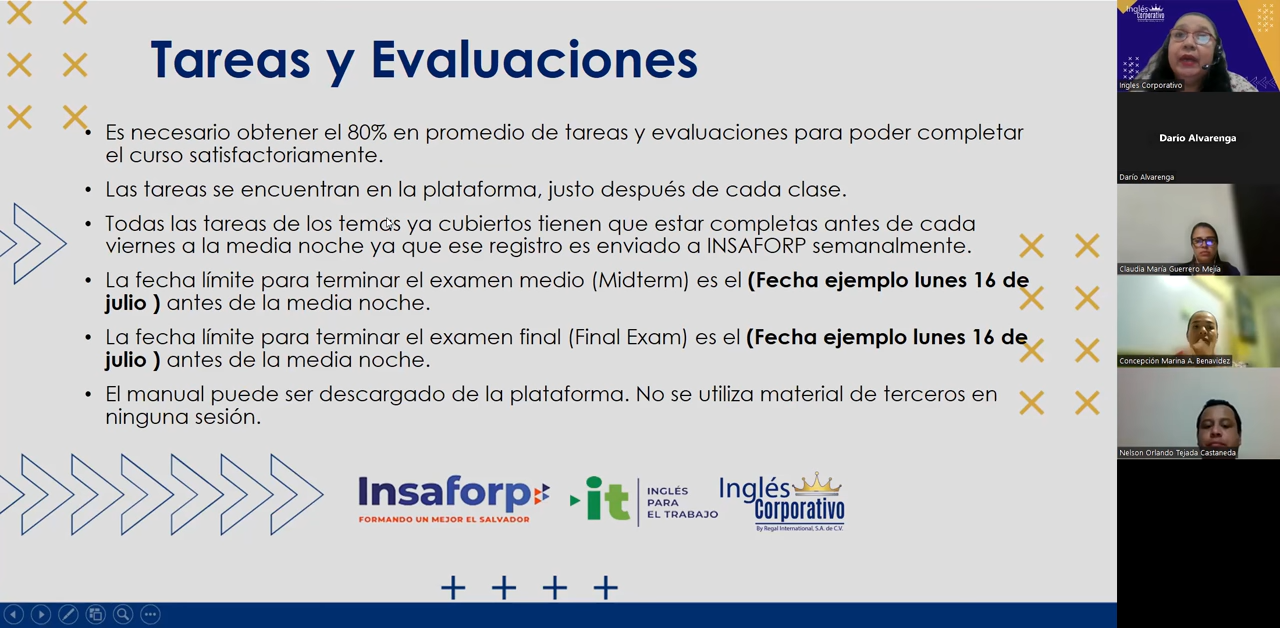 Tareas y Evaluaciones
• Es necesario obtener el 80% en promedio de tareas y evaluaciones para poder completar
el curso satisfactoriamente.
• Las tareas se encuentran en la plataforma, justo después de cada clase.
• Todas las tareas de los temas ya cubiertos tienen que estar completas antes de cada
viernes a la media noche ya que ese registro es enviado a INSAFORP semanalmente.
• La fecha límite para terminar el examen medio (Midterm) es el (Fecha ejemplo lunes 16 de
julio ) antes de la media noche.
• La fecha límite para terminar el examen final (Final Exam) es el (Fecha ejemplo lunes 16 de
julio ) antes de la media noche.
• El manual puede ser descargado de la plataforma. No se utiliza material de terceros en
ninguna sesión.
Insaforp
FORMANDO UN MEJOR EL SALVADOR
it
INGLÉS
PARA
EL TRABAJO
Inglés
Corporativo
By Regal International, S.A. de C.V.
Inglés
Corporativo
Ingles Corporativo
Darío Alvarenga
Darío Alvarenga
Claudia María Guerrero Mejía
Concepción Marina A. Benavidez
Nelson Orlando Tejada Castaneda